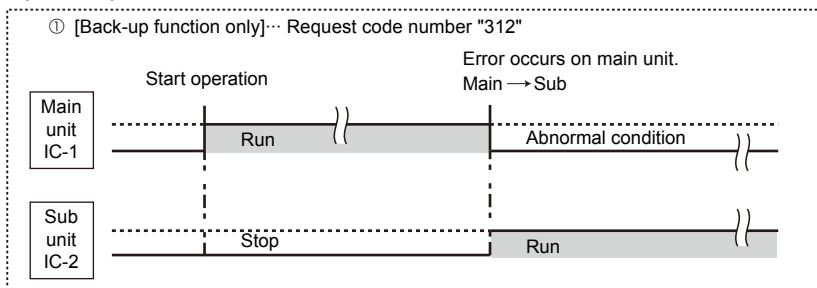 ① [Back-up function only]··· Request code number "312"
Error occurs on main unit.
Start operation
Main → Sub
Main
unit
IC-1
Run
Abnormal condition
Sub
unit
IC-2
Stop
Run